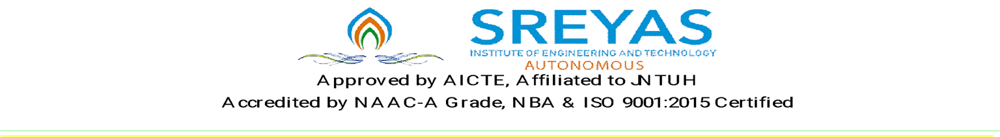 SREYAS
INSTITUTE OF ENGINEERING AND TECHNOLOGY
AUTONOMOUS
Approved by AICTE, Affiliated to JNTUH
Accredited by NAAC-A Grade, NBA & ISO 9001:2015 Certified